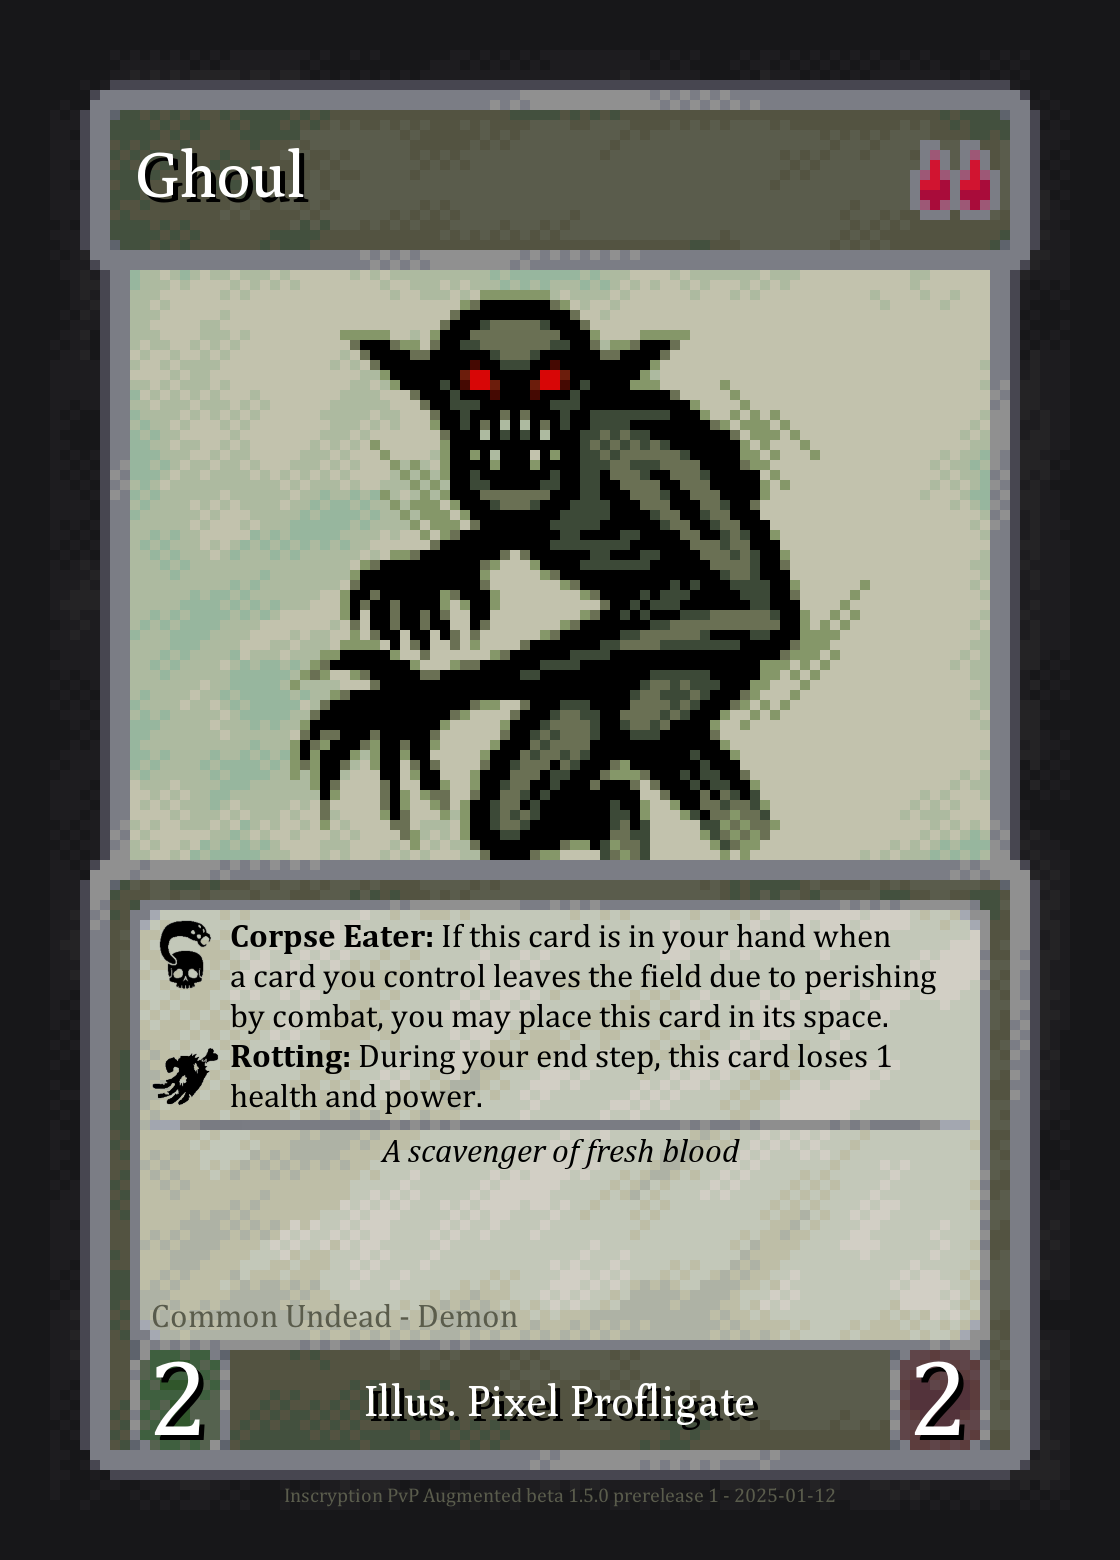 Ghoul
Corpse Eater: If this card is in your hand when
a card you control leaves the field due to perishing
by combat, you may place this card in its space.
Rotting: During your end step, this card loses 1
health and power.
A scavenger of fresh blood
Common Undead - Demon
2
Illus. Pixel Profligate
2
Inscryption PvP Augmented beta 1.5.0 prerelease 1 - 2025-01-12